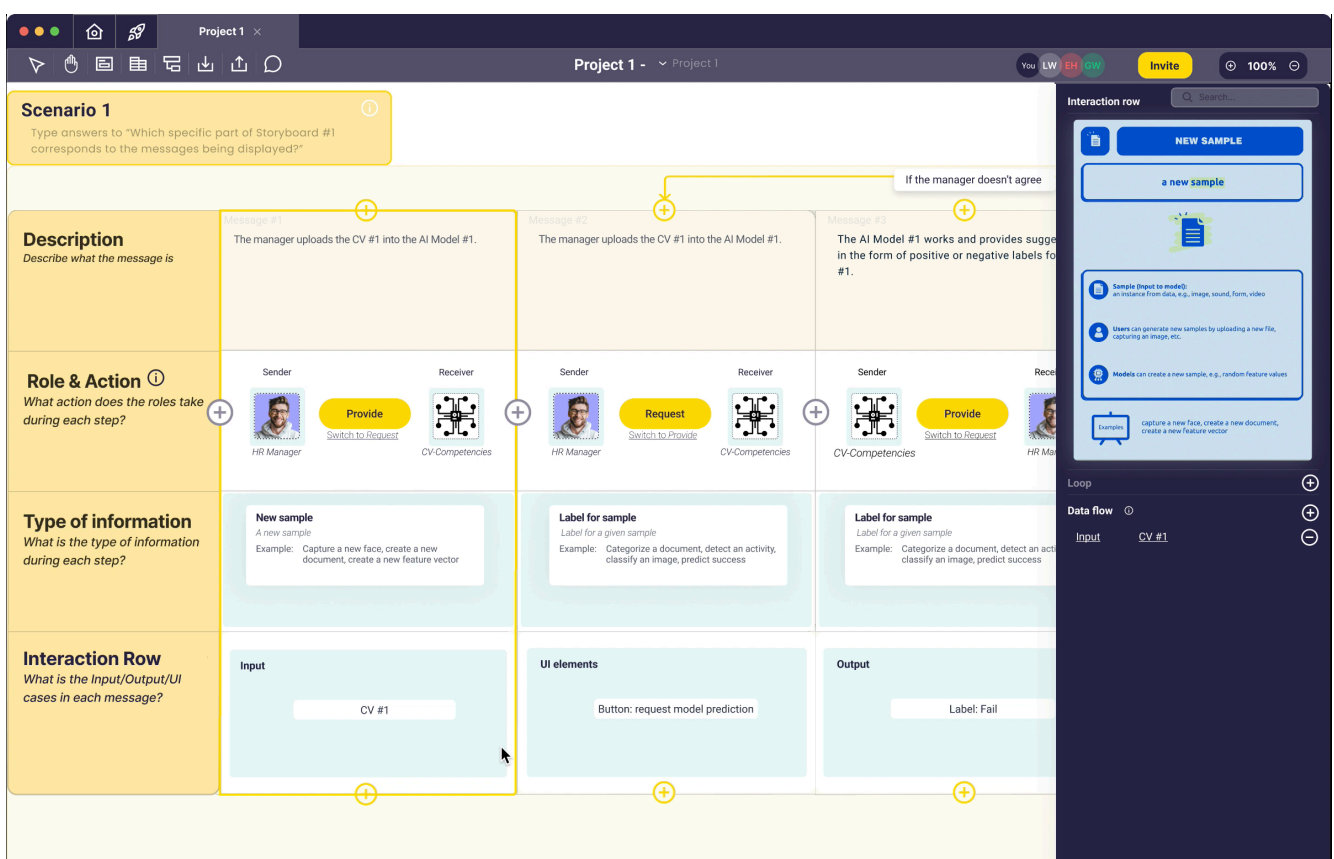 Project 1 ×
Project 1 - Project 1
You LW EH GW
Invite
100%
Scenario 1
Type answers to “Which specific part of Storyboard #1
corresponds to the messages being displayed?”
If the manager doesn't agree
Description
Describe what the message is
Message #1
The manager uploads the CV #1 into the AI Model #1.
Message #2
The manager uploads the CV #1 into the AI Model #1.
Message #3
The AI Model #1 works and provides sugge
in the form of positive or negative labels fo
#1.
Role & Action
What action does the roles take
during each step?
Sender
Receiver
Provide
Switch to Request
HR Manager
CV-Competencies
Sender
Receiver
Request
Switch to Provide
HR Manager
CV-Competencies
Sender
Recei
Provide
Switch to Request
CV-Competencies
HR Mar
Type of information
What is the type of information
during each step?
New sample
A new sample
Example: Capture a new face, create a new
document, create a new feature vector
Label for sample
Label for a given sample
Example: Categorize a document, detect an activity,
classify an image, predict success
Label for sample
Label for a given sample
Example: Categorize a document, detect an acti
classify an image, predict success
Interaction Row
What is the Input/Output/UI
cases in each message?
Input
CV #1
UI elements
Button: request model prediction
Output
Label: Fail
Interaction row
Search...
NEW SAMPLE
a new sample
Sample (Input to model):
an instance from data, e.g., image, sound, form, video
Users can generate new samples by uploading a new file,
capturing an image, etc.
Models can create a new sample, e.g., random feature values
Examples
capture a new face, create a new document,
create a new feature vector
Loop
Data flow
Input CV #1